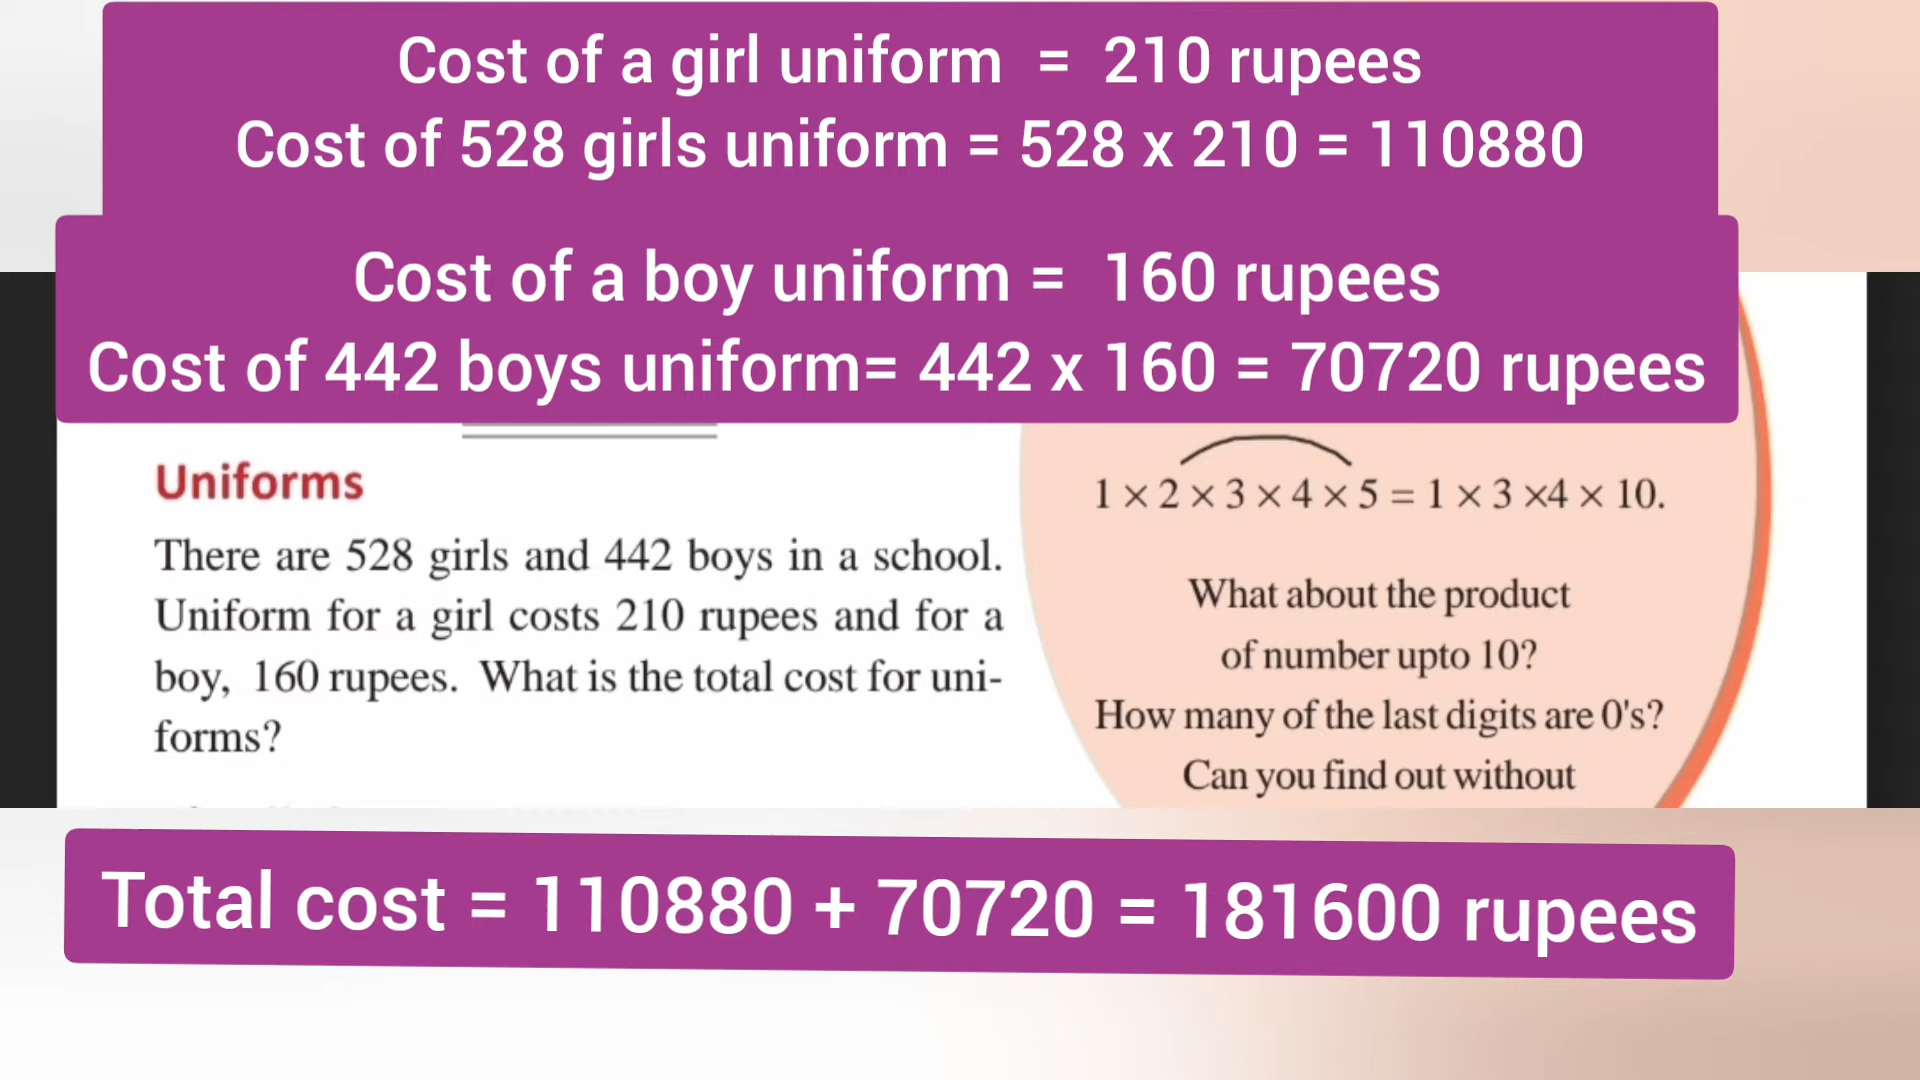 Cost of a girl uniform = 210 rupees
Cost of 528 girls uniform = 528 x 210 = 110880
Cost of a boy uniform = 160 rupees
Cost of 442 boys uniform= 442 x 160 = 70720 rupees
Uniforms
There are 528 girls and 442 boys in a school.
Uniform for a girl costs 210 rupees and for a
boy, 160 rupees. What is the total cost for uni-
forms?
1 × 2 × 3 × 4 × 5 = 1 × 3 ×4 × 10.
What about the product
of number upto 10?
How many of the last digits are 0's?
Can you find out without
Total cost = 110880 + 70720 = 181600 rupees